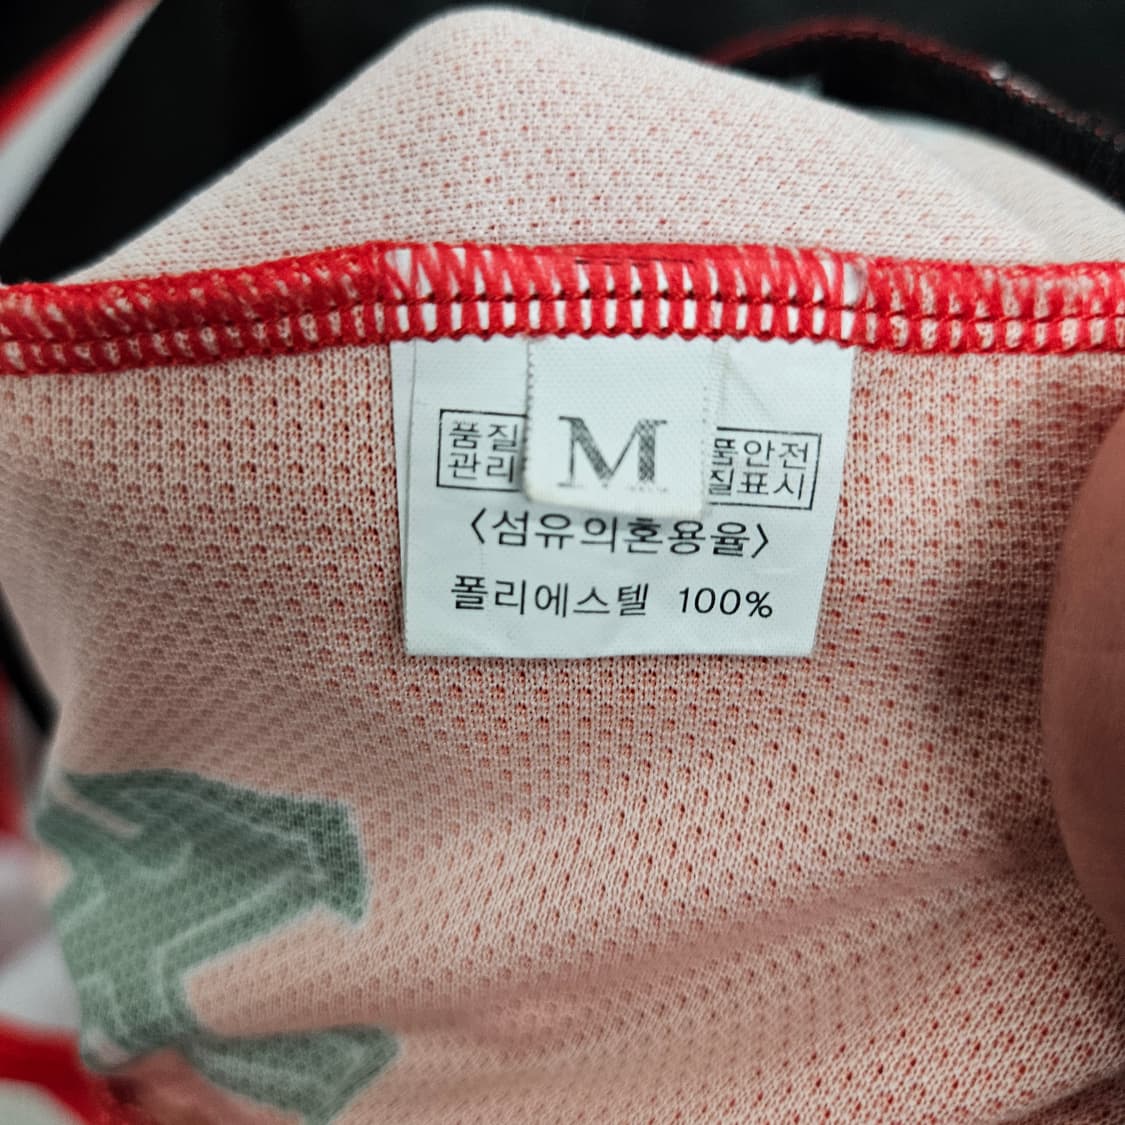 M
품질
관리
품안전
질표시
〈섬유의혼용율〉
폴리에스텔 100%